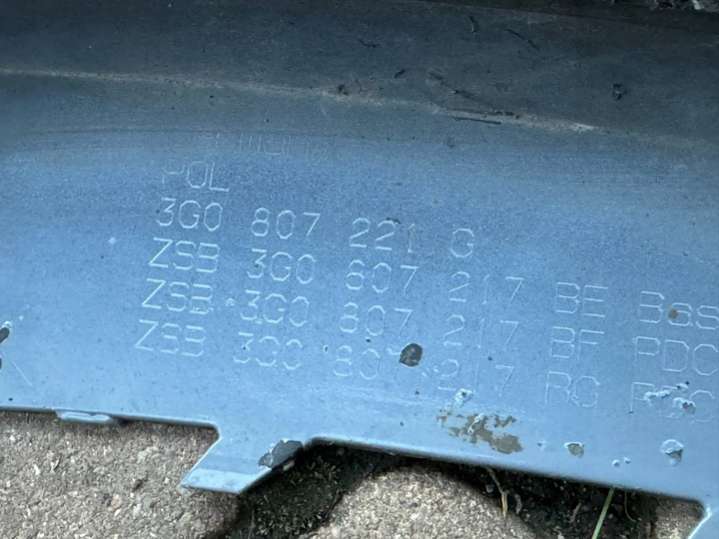 POL
3G0 807 221 G
ZSB 3G0 807 217 BE Bas
ZSB 3G0 807 217 BF PDC
ZSB 3G0 807 217